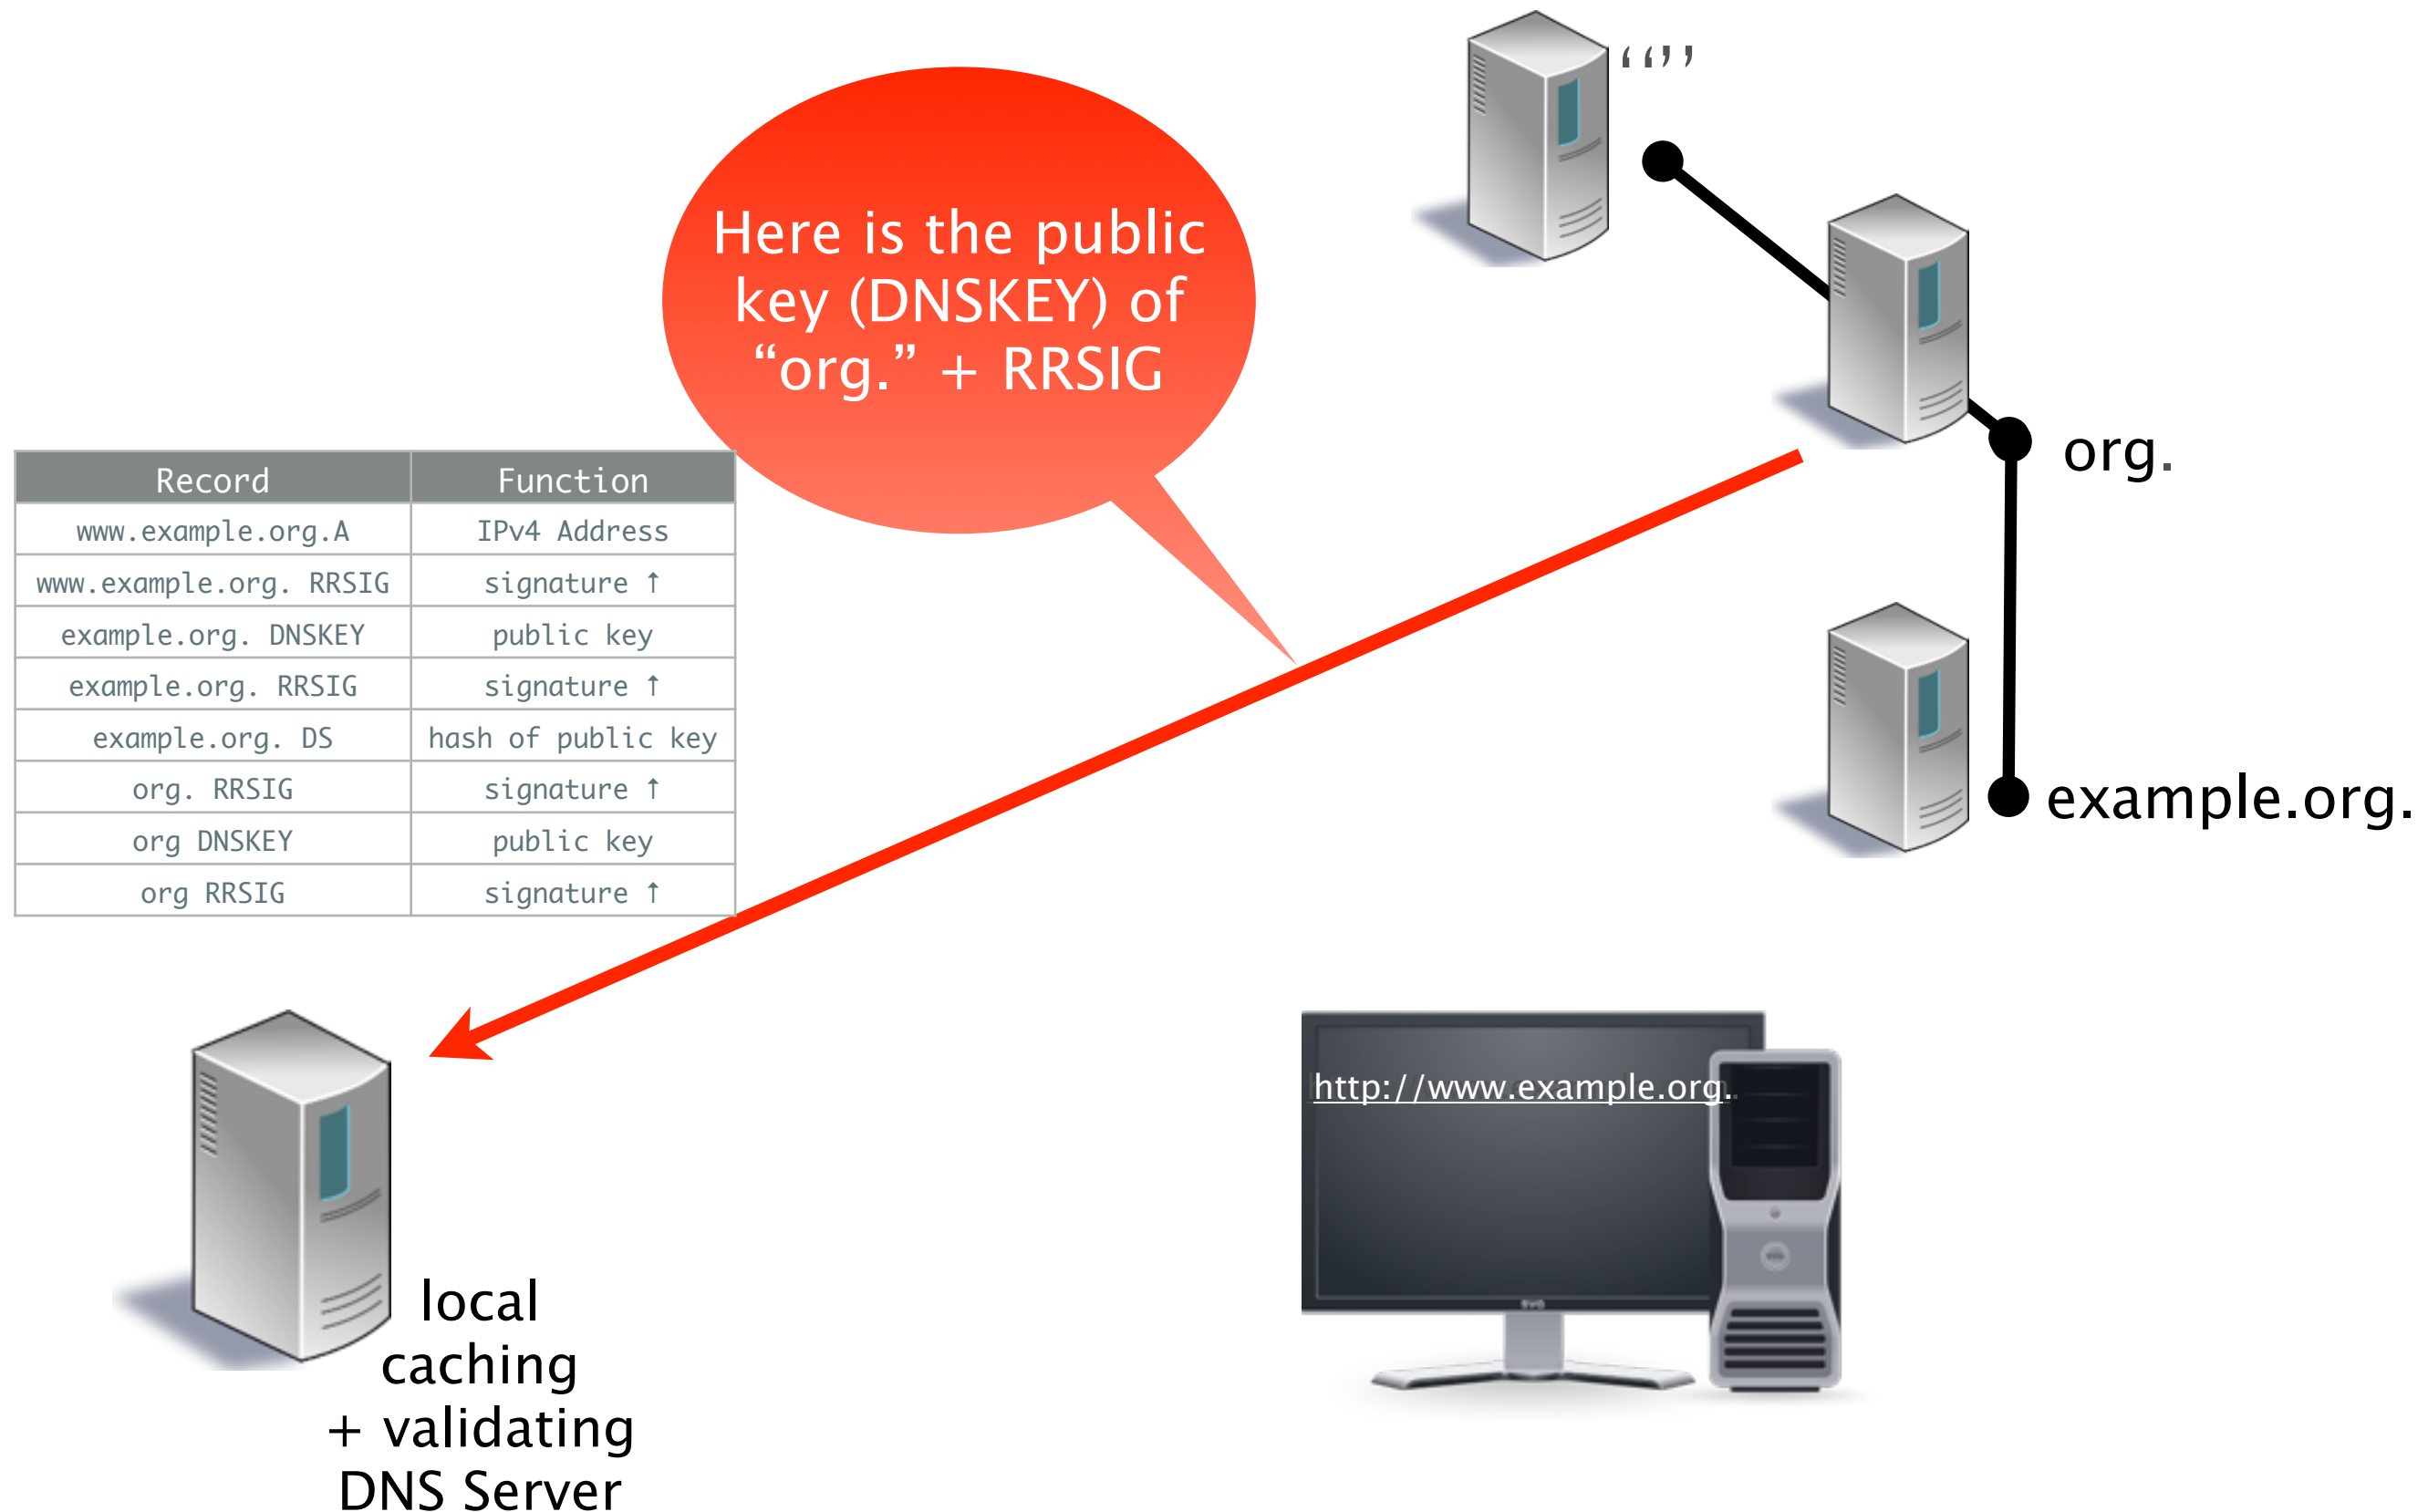 “”
Here is the public
key (DNSKEY) of
“org.” + RRSIG
org.
Record Function
www.example.org.A IPv4 Address
www.example.org. RRSIG signature ↑
example.org. DNSKEY public key
example.org. RRSIG signature ↑
example.org. DS hash of public key
org. RRSIG signature ↑
org DNSKEY public key
org RRSIG signature ↑
example.org.
http://www.example.org.
local
caching
+ validating
DNS Server